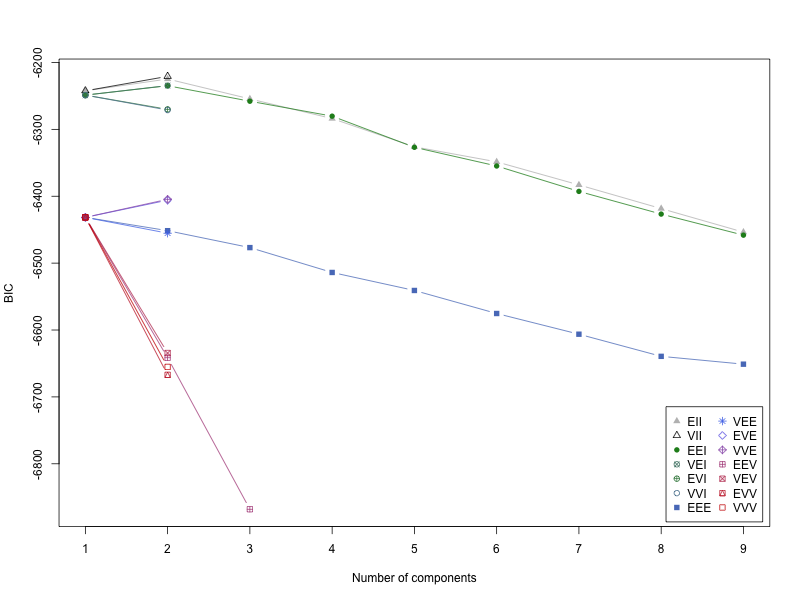 BIC
-6200
-6300
-6400
-6500
-6600
-6700
-6800
EII VEE
VII EVE
EEI VVE
VEI EEV
EVI VEV
VVI EVV
EEE VVV
1 2 3 4 5 6 7 8 9
Number of components